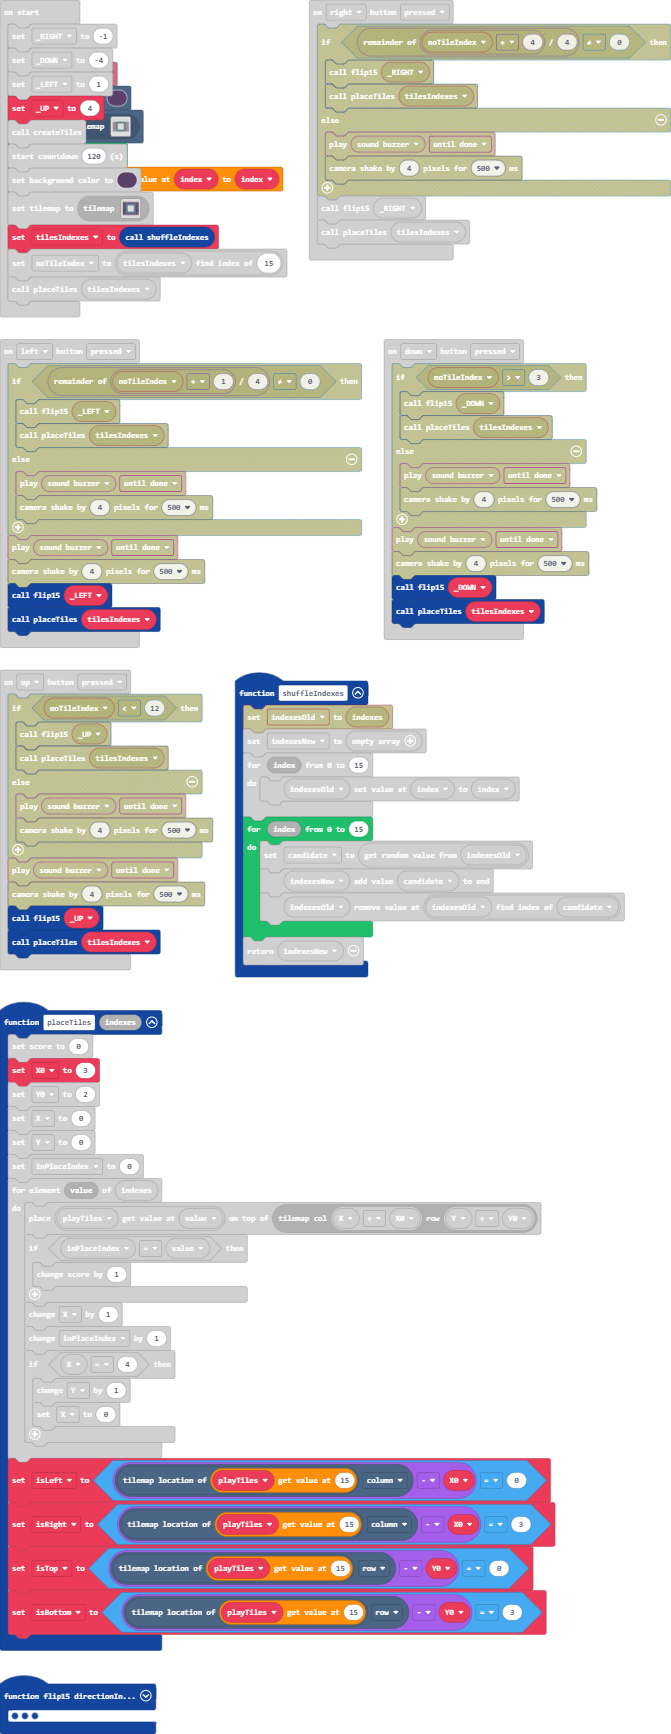 on start
set _RIGHT to -1
set _DOWN to -4
set _LEFT to 1
set _UP to 4
call createTiles
emap
start countdown 120 (s)
set background color to
alue at index to index
set tilemap to tilemap
set tilesIndexes to call shuffleIndexes
set noTileIndex to tilesIndexes find index of 15
call placeTiles tilesIndexes
on right button pressed
if remainder of noTileIndex + 4 / 4 ≠ 0 then
call flip15 _RIGHT
call placeTiles tilesIndexes
else
play sound buzzer until done
camera shake by 4 pixels for 500 ms
call flip15 _RIGHT
call placeTiles tilesIndexes
on left button pressed
if remainder of noTileIndex + 1 / 4 ≠ 0 then
call flip15 _LEFT
call placeTiles tilesIndexes
else
play sound buzzer until done
camera shake by 4 pixels for 500 ms
play sound buzzer until done
camera shake by 4 pixels for 500 ms
call flip15 _LEFT
call placeTiles tilesIndexes
on down button pressed
if noTileIndex > 3 then
call flip15 _DOWN
call placeTiles tilesIndexes
else
play sound buzzer until done
camera shake by 4 pixels for 500 ms
play sound buzzer until done
camera shake by 4 pixels for 500 ms
call flip15 _DOWN
call placeTiles tilesIndexes
on up button pressed
if noTileIndex < 12 then
call flip15 _UP
call placeTiles tilesIndexes
else
play sound buzzer until done
camera shake by 4 pixels for 500 ms
play sound buzzer until done
camera shake by 4 pixels for 500 ms
call flip15 _UP
call placeTiles tilesIndexes
function shuffleIndexes
set indexesOld to indexes
set indexesNew to empty array
for index from 0 to 15
do indexesOld set value at index to index
for index from 0 to 15
do set candidate to get random value from indexesOld
indexesNew add value candidate to end
indexesOld remove value at indexesOld find index of candidate
return indexesNew
function placeTiles indexes
set score to 0
set X0 to 3
set Y0 to 2
set X to 0
set Y to 0
set inPlaceIndex to 0
for element value of indexes
do place playTiles get value at value on top of tilemap col X + X0 row Y + Y0
if inPlaceIndex = value then
change score by 1
change X by 1
change inPlaceIndex by 1
if X = 4 then
change Y by 1
set X to 0
set isLeft to tilemap location of playTiles get value at 15 column - X0 = 0
set isRight to tilemap location of playTiles get value at 15 column - X0 = 3
set isTop to tilemap location of playTiles get value at 15 row - Y0 = 0
set isBottom to tilemap location of playTiles get value at 15 row - Y0 = 3
function flip15 directionIn...